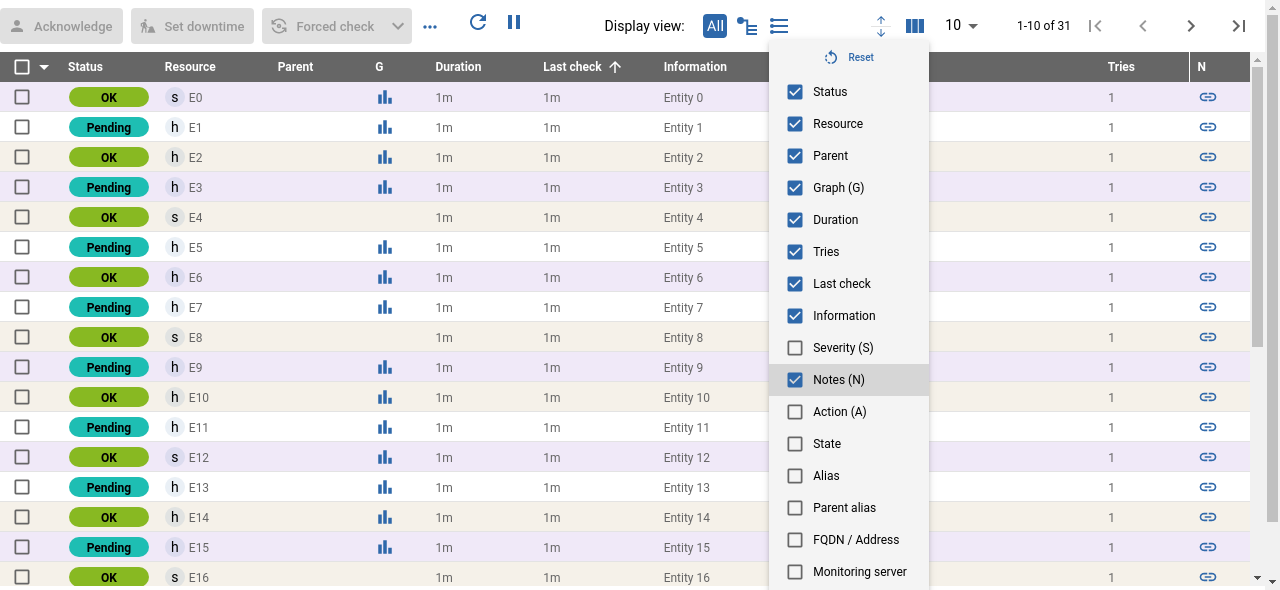 Acknowledge Set downtime Forced check Display view: All 10 1-10 of 31
Status Resource Parent G Duration Last check Information Tries N
OK s E0 1m 1m Entity 0 1
Pending h E1 1m 1m Entity 1 1
OK h E2 1m 1m Entity 2 1
Pending h E3 1m 1m Entity 3 1
OK s E4 1m 1m Entity 4 1
Pending h E5 1m 1m Entity 5 1
OK h E6 1m 1m Entity 6 1
Pending h E7 1m 1m Entity 7 1
OK s E8 1m 1m Entity 8 1
Pending h E9 1m 1m Entity 9 1
OK h E10 1m 1m Entity 10 1
Pending h E11 1m 1m Entity 11 1
OK s E12 1m 1m Entity 12 1
Pending h E13 1m 1m Entity 13 1
OK h E14 1m 1m Entity 14 1
Pending h E15 1m 1m Entity 15 1
OK s E16 1m 1m Entity 16 1
Reset
Status
Resource
Parent
Graph (G)
Duration
Tries
Last check
Information
Severity (S)
Notes (N)
Action (A)
State
Alias
Parent alias
FQDN / Address
Monitoring server